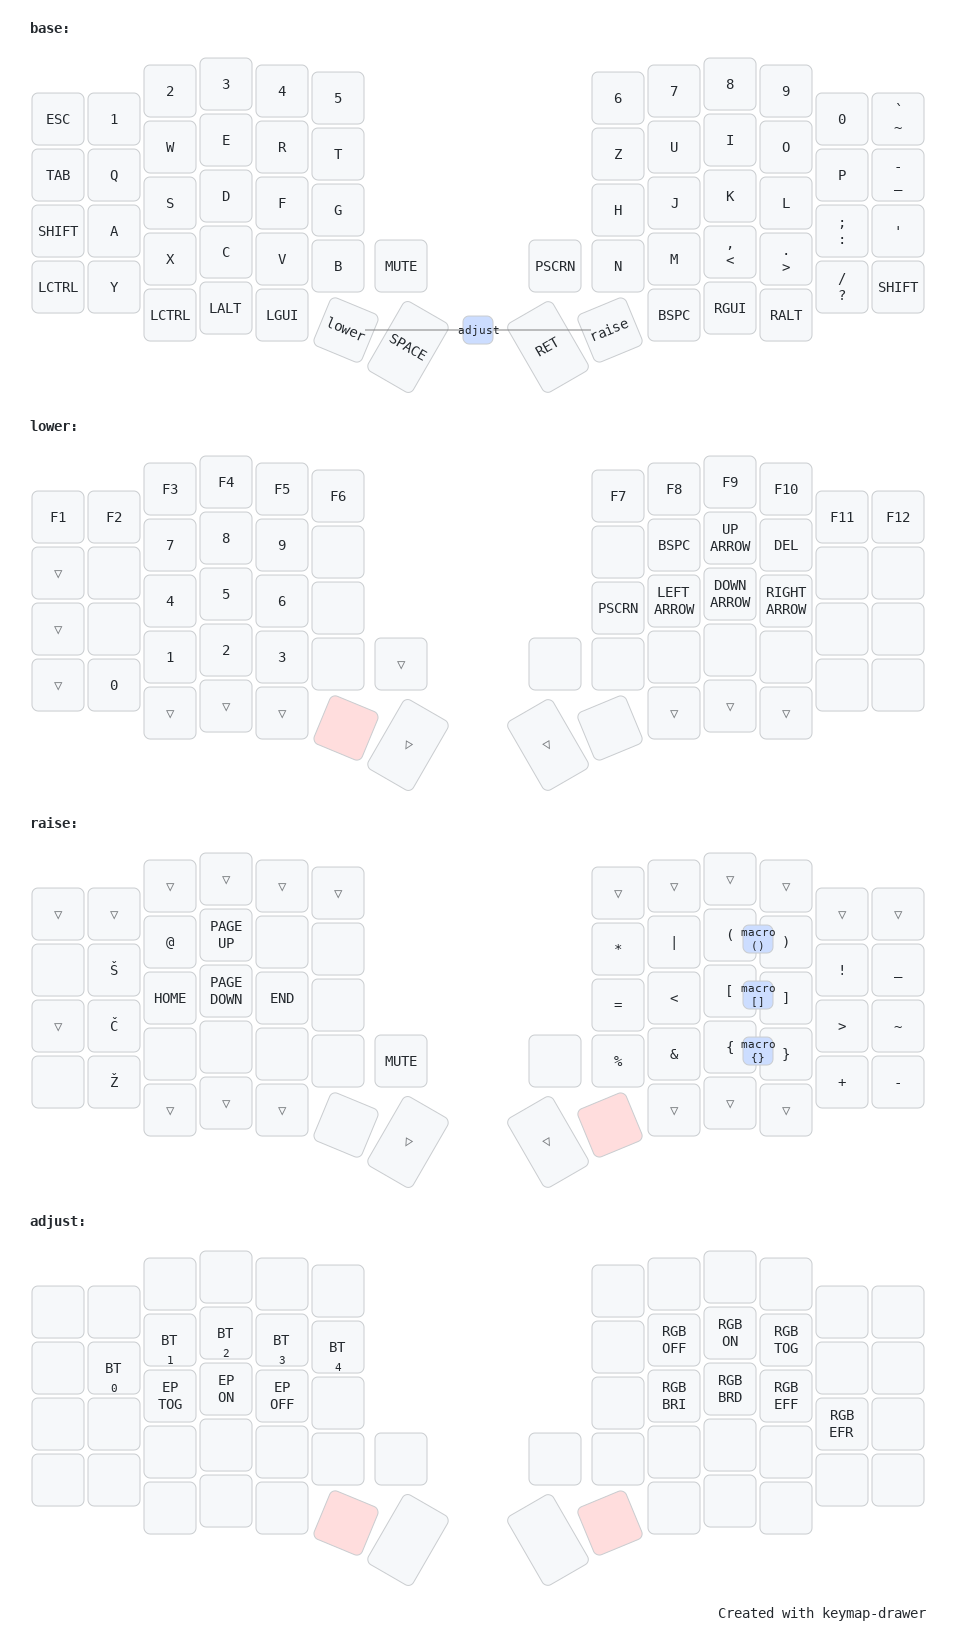 base:
ESC 1 2 3 4 5 6 7 8 9 0 ` ~
TAB Q W E R T Z U I O P - _
SHIFT A S D F G H J K L ; : '
LCTRL Y X C V B MUTE PSCRN N M , < . > / ? SHIFT
LCTRL LALT LGUI lower SPACE adjust RET raise BSPC RGUI RALT
lower:
F1 F2 F3 F4 F5 F6 F7 F8 F9 F10 F11 F12
▽ 7 8 9 BSPC UP ARROW DEL
▽ 4 5 6 PSCRN LEFT ARROW DOWN ARROW RIGHT ARROW
▽ 0 1 2 3 ▽
▽ ▽ ▽ ▷ ◁ ▽ ▽ ▽
raise:
▽ ▽ ▽ ▽ ▽ ▽ ▽ ▽ ▽ ▽ ▽ ▽
Š @ PAGE UP * | ( macro () ) ! _
▽ Č HOME PAGE DOWN END = < [ macro [] ] > ~
Ž MUTE % & { macro {} } + -
▽ ▽ ▽ ▷ ◁ ▽ ▽ ▽
adjust:
BT 0 BT 1 BT 2 BT 3 BT 4 RGB OFF RGB ON RGB TOG
EP TOG EP ON EP OFF RGB BRI RGB BRD RGB EFF RGB EFR
Created with keymap-drawer